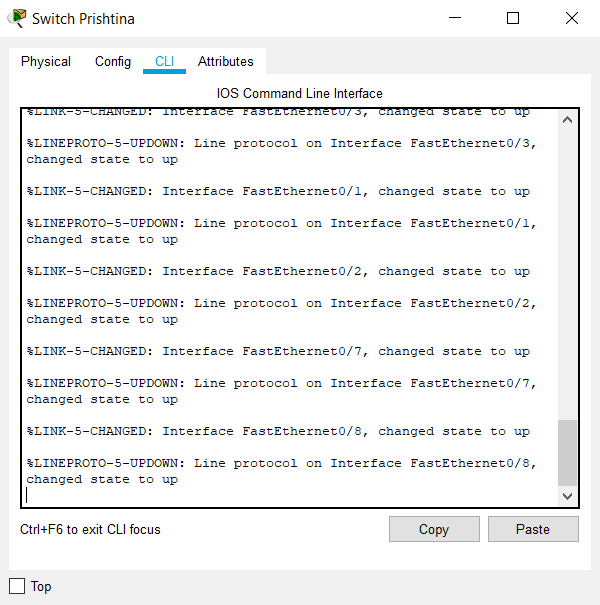 Switch Prishtina
Physical Config CLI Attributes
IOS Command Line Interface
%LINK-5-CHANGED: Interface FastEthernet0/3, changed state to up
%LINEPROTO-5-UPDOWN: Line protocol on Interface FastEthernet0/3,
changed state to up
%LINK-5-CHANGED: Interface FastEthernet0/1, changed state to up
%LINEPROTO-5-UPDOWN: Line protocol on Interface FastEthernet0/1,
changed state to up
%LINK-5-CHANGED: Interface FastEthernet0/2, changed state to up
%LINEPROTO-5-UPDOWN: Line protocol on Interface FastEthernet0/2,
changed state to up
%LINK-5-CHANGED: Interface FastEthernet0/7, changed state to up
%LINEPROTO-5-UPDOWN: Line protocol on Interface FastEthernet0/7,
changed state to up
%LINK-5-CHANGED: Interface FastEthernet0/8, changed state to up
%LINEPROTO-5-UPDOWN: Line protocol on Interface FastEthernet0/8,
changed state to up
Ctrl+F6 to exit CLI focus
Copy Paste
Top